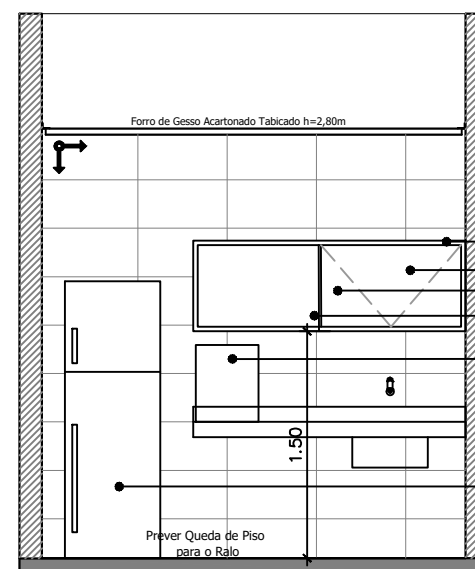 Forro de Gesso Acartonado Tabicado h=2,80m
1.50
Prever Queda de Piso
para o Ralo